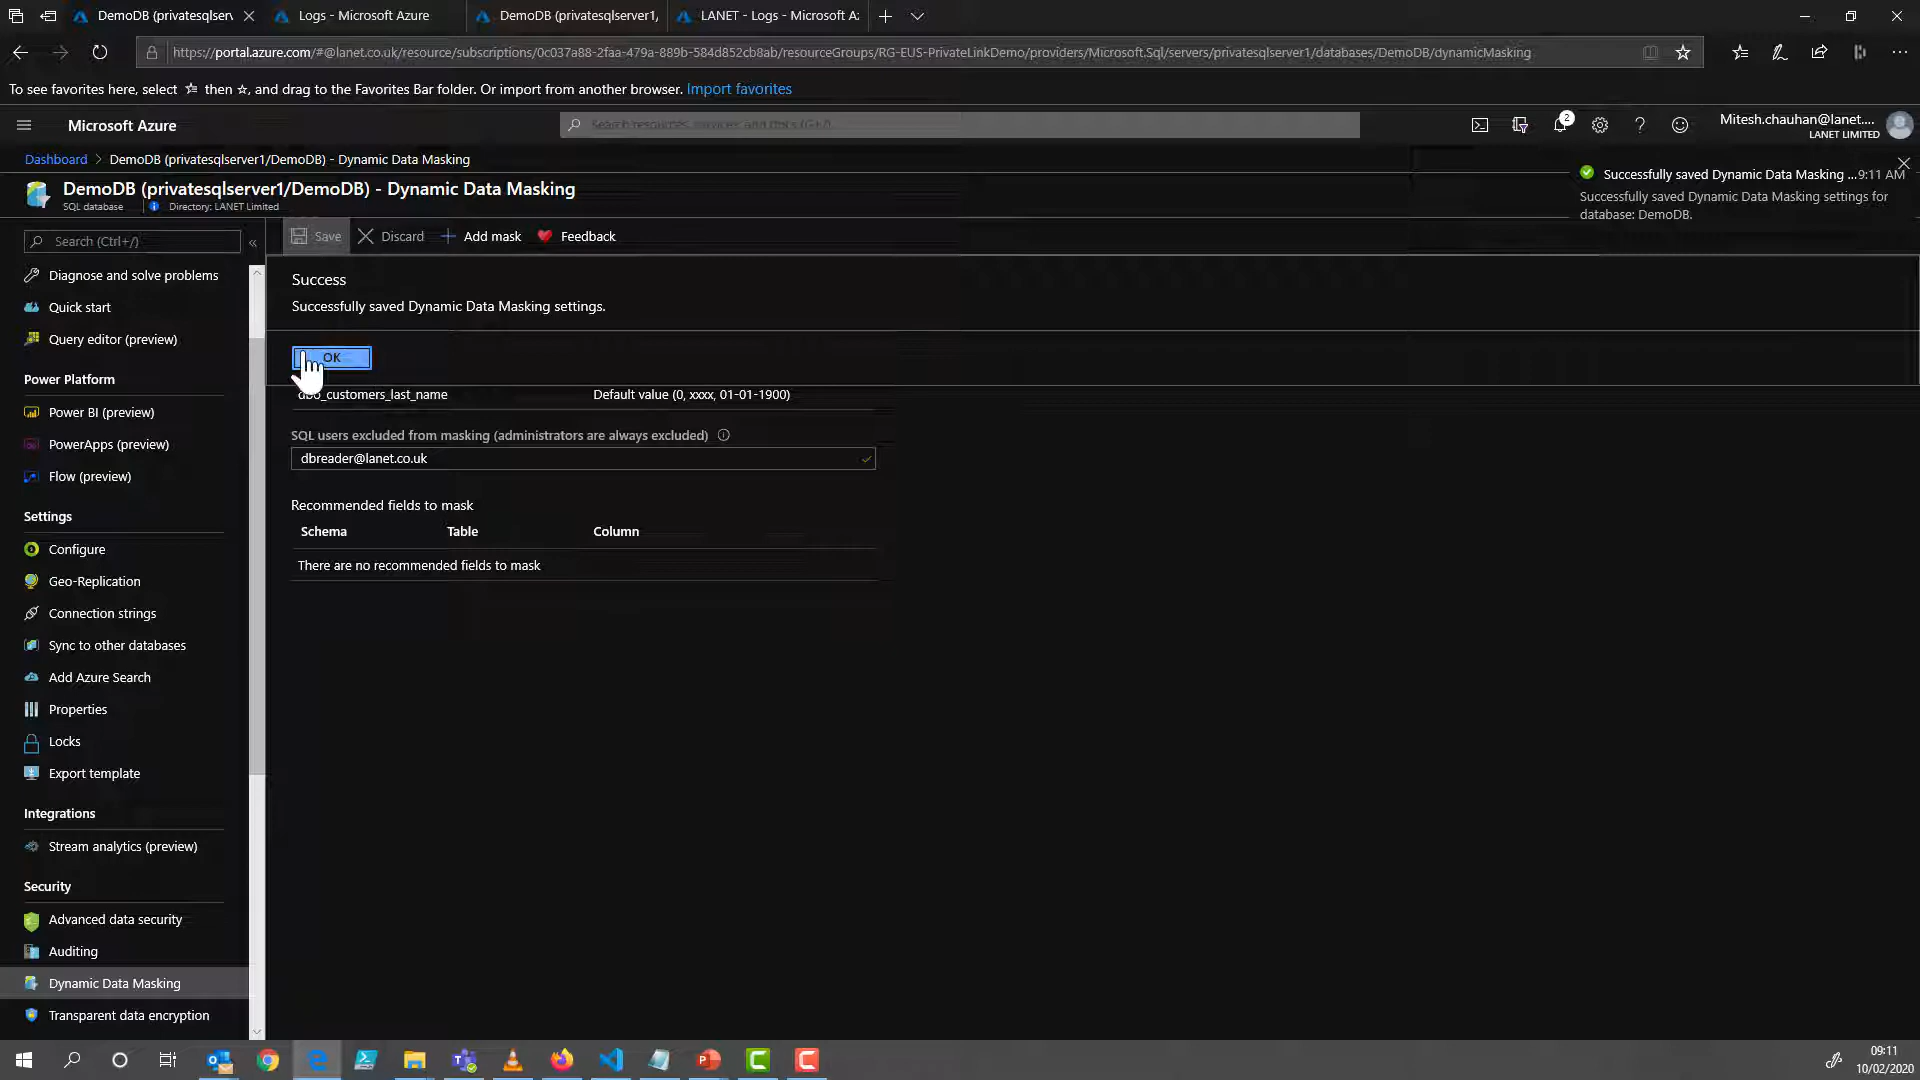 DemoDB (privatesqlserv
Logs - Microsoft Azure
DemoDB (privatesqlserver1,
LANET - Logs - Microsoft A:
https://portal.azure.com/#@lanet.co.uk/resource/subscriptions/0c037a88-2faa-479a-889b-584d852cb8ab/resourceGroups/RG-EUS-PrivateLinkDemo/providers/Microsoft.Sql/servers/privatesqlserver1/databases/DemoDB/dynamicMasking
To see favorites here, select then ☆, and drag to the Favorites Bar folder. Or import from another browser. Import favorites
Microsoft Azure
Search resources, services, and docs (G+/)
2
Mitesh.chauhan@lanet....
LANET LIMITED
Dashboard > DemoDB (privatesqlserver1/DemoDB) - Dynamic Data Masking
DemoDB (privatesqlserver1/DemoDB) - Dynamic Data Masking
SQL database
Directory: LANET Limited
Successfully saved Dynamic Data Masking ...9:11 AM
Successfully saved Dynamic Data Masking settings for
database: DemoDB.
Search (Ctrl+/)
Save
Discard
Add mask
Feedback
Diagnose and solve problems
Quick start
Query editor (preview)
Power Platform
Power BI (preview)
PowerApps (preview)
Flow (preview)
Settings
Configure
Geo-Replication
Connection strings
Sync to other databases
Add Azure Search
Properties
Locks
Export template
Integrations
Stream analytics (preview)
Security
Advanced data security
Auditing
Dynamic Data Masking
Transparent data encryption
Success
Successfully saved Dynamic Data Masking settings.
OK
dbo_customers_last_name
Default value (0, xxxx, 01-01-1900)
SQL users excluded from masking (administrators are always excluded)
dbreader@lanet.co.uk
Recommended fields to mask
Schema Table Column
There are no recommended fields to mask
09:11
10/02/2020